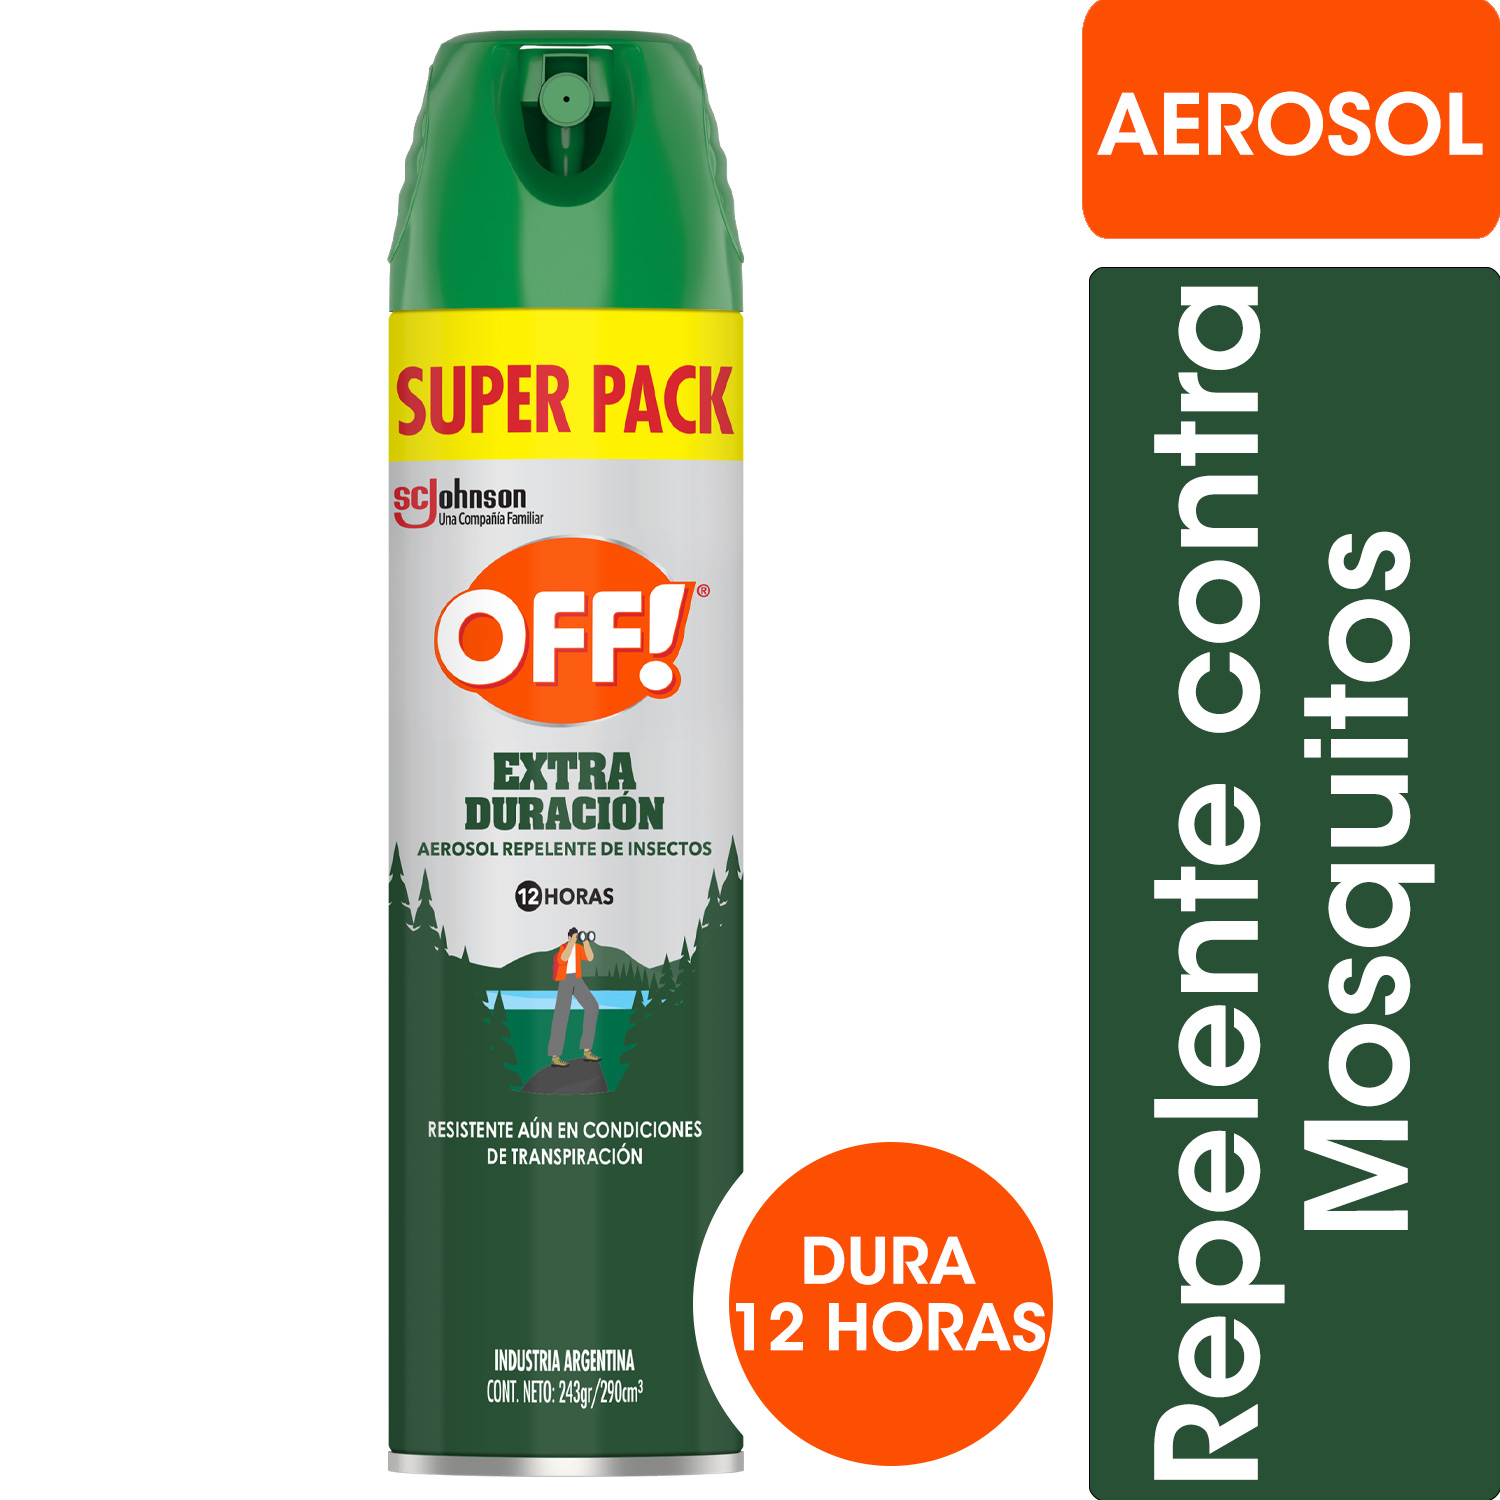 AEROSOL
Repelente contra
Mosquitos
SUPER PACK
SCJohnson
Una Compañía Familiar
OFF!®
EXTRA
DURACIÓN
AEROSOL REPELENTE DE INSECTOS
12 HORAS
RESISTENTE AÚN EN CONDICIONES
DE TRANSPIRACIÓN
INDUSTRIA ARGENTINA
CONT. NETO: 243gr/290cm³
DURA
12 HORAS